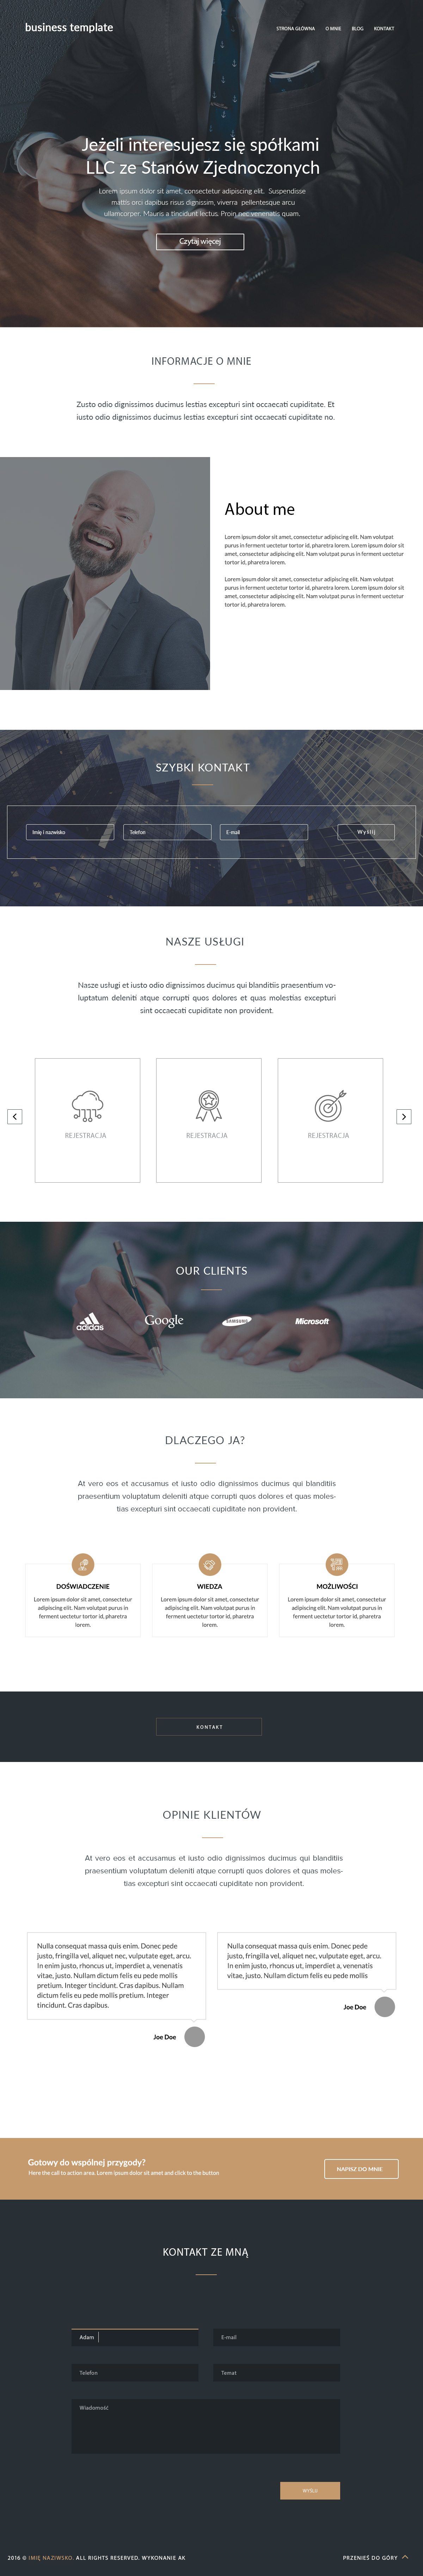 business template
STRONA GŁÓWNA O MNIE BLOG KONTAKT
Jeżeli interesujesz się spółkami
LLC ze Stanów Zjednoczonych
Lorem ipsum dolor sit amet, consectetur adipiscing elit. Suspendisse
mattis orci dapibus risus dignissim, viverra pellentesque arcu
ullamcorper. Mauris a tincidunt lectus. Proin nec venenatis quam.
Czytaj więcej
INFORMACJE O MNIE
Zusto odio dignissimos ducimus lestias excepturi sint occaecati cupiditate. Et
iusto odio dignissimos ducimus lestias excepturi sint occaecati cupiditate no.
About me
Lorem ipsum dolor sit amet, consectetur adipiscing elit. Nam volutpat
purus in ferment uectetur tortor id, pharetra lorem. Lorem ipsum dolor sit
amet, consectetur adipiscing elit. Nam volutpat purus in ferment uectetur
tortor id, pharetra lorem.
Lorem ipsum dolor sit amet, consectetur adipiscing elit. Nam volutpat
purus in ferment uectetur tortor id, pharetra lorem. Lorem ipsum dolor sit
amet, consectetur adipiscing elit. Nam volutpat purus in ferment uectetur
tortor id, pharetra lorem.
SZYBKI KONTAKT
Imię i nazwisko
Telefon
E-mail
Wyślij
NASZE USŁUGI
Nasze usługi et iusto odio dignissimos ducimus qui blanditiis praesentium vo-
luptatum deleniti atque corrupti quos dolores et quas molestias excepturi
sint occaecati cupiditate non provident.
REJESTRACJA
REJESTRACJA
REJESTRACJA
OUR CLIENTS
adidas
Google
SAMSUNG
Microsoft
DLACZEGO JA?
At vero eos et accusamus et iusto odio dignissimos ducimus qui blanditiis
praesentium voluptatum deleniti atque corrupti quos dolores et quas moles-
tias excepturi sint occaecati cupiditate non provident.
DOŚWIADCZENIE
Lorem ipsum dolor sit amet, consectetur
adipiscing elit. Nam volutpat purus in
ferment uectetur tortor id, pharetra
lorem.
WIEDZA
Lorem ipsum dolor sit amet, consectetur
adipiscing elit. Nam volutpat purus in
ferment uectetur tortor id, pharetra
lorem.
MOŻLIWOŚCI
Lorem ipsum dolor sit amet, consectetur
adipiscing elit. Nam volutpat purus in
ferment uectetur tortor id, pharetra
lorem.
KONTAKT
OPINIE KLIENTÓW
At vero eos et accusamus et iusto odio dignissimos ducimus qui blanditiis
praesentium voluptatum deleniti atque corrupti quos dolores et quas moles-
tias excepturi sint occaecati cupiditate non provident.
Nulla consequat massa quis enim. Donec pede
justo, fringilla vel, aliquet nec, vulputate eget, arcu.
In enim justo, rhoncus ut, imperdiet a, venenatis
vitae, justo. Nullam dictum felis eu pede mollis
pretium. Integer tincidunt. Cras dapibus. Nullam
dictum felis eu pede mollis pretium. Integer
tincidunt. Cras dapibus.
Joe Doe
Nulla consequat massa quis enim. Donec pede
justo, fringilla vel, aliquet nec, vulputate eget, arcu.
In enim justo, rhoncus ut, imperdiet a, venenatis
vitae, justo. Nullam dictum felis eu pede mollis
Joe Doe
Gotowy do wspólnej przygody?
Here the call to action area. Lorem ipsum dolor sit amet and click to the button
NAPISZ DO MNIE
KONTAKT ZE MNĄ
Adam
E-mail
Telefon
Temat
Wiadomość
WYŚLIJ
2016 © IMIĘ NAZIWSKO. ALL RIGHTS RESERVED. WYKONANIE AK
PRZENIEŚ DO GÓRY